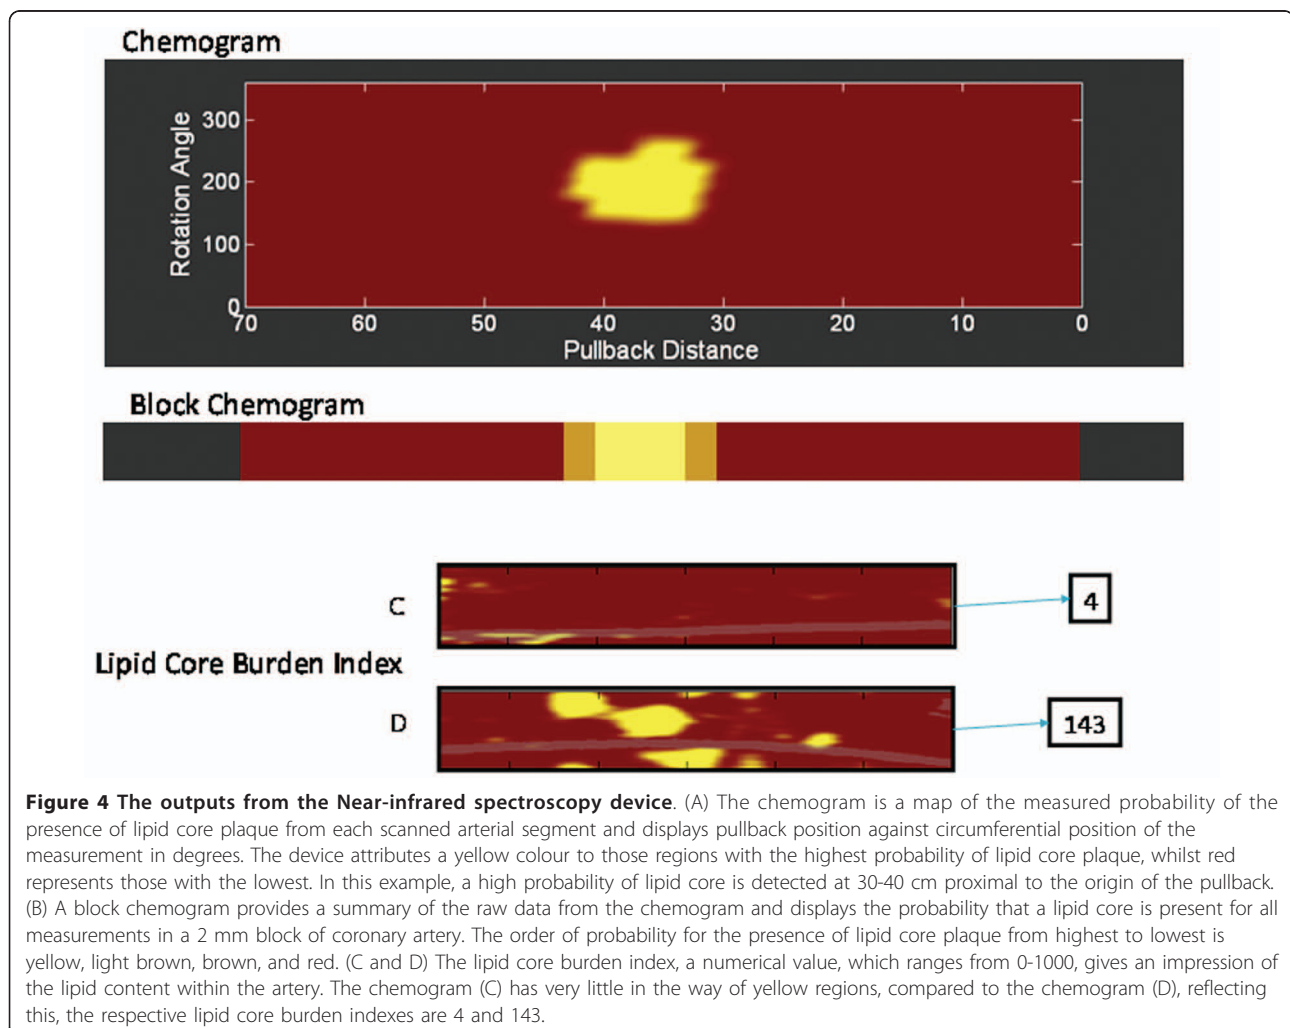 Chemogram
Rotation Angle
300
200
100
0
70 60 50 40 30 20 10 0
Pullback Distance
Block Chemogram
C
4
Lipid Core Burden Index
D
143
Figure 4 The outputs from the Near-infrared spectroscopy device. (A) The chemogram is a map of the measured probability of the
presence of lipid core plaque from each scanned arterial segment and displays pullback position against circumferential position of the
measurement in degrees. The device attributes a yellow colour to those regions with the highest probability of lipid core plaque, whilst red
represents those with the lowest. In this example, a high probability of lipid core is detected at 30-40 cm proximal to the origin of the pullback.
(B) A block chemogram provides a summary of the raw data from the chemogram and displays the probability that a lipid core is present for all
measurements in a 2 mm block of coronary artery. The order of probability for the presence of lipid core plaque from highest to lowest is
yellow, light brown, brown, and red. (C and D) The lipid core burden index, a numerical value, which ranges from 0-1000, gives an impression of
the lipid content within the artery. The chemogram (C) has very little in the way of yellow regions, compared to the chemogram (D), reflecting
this, the respective lipid core burden indexes are 4 and 143.